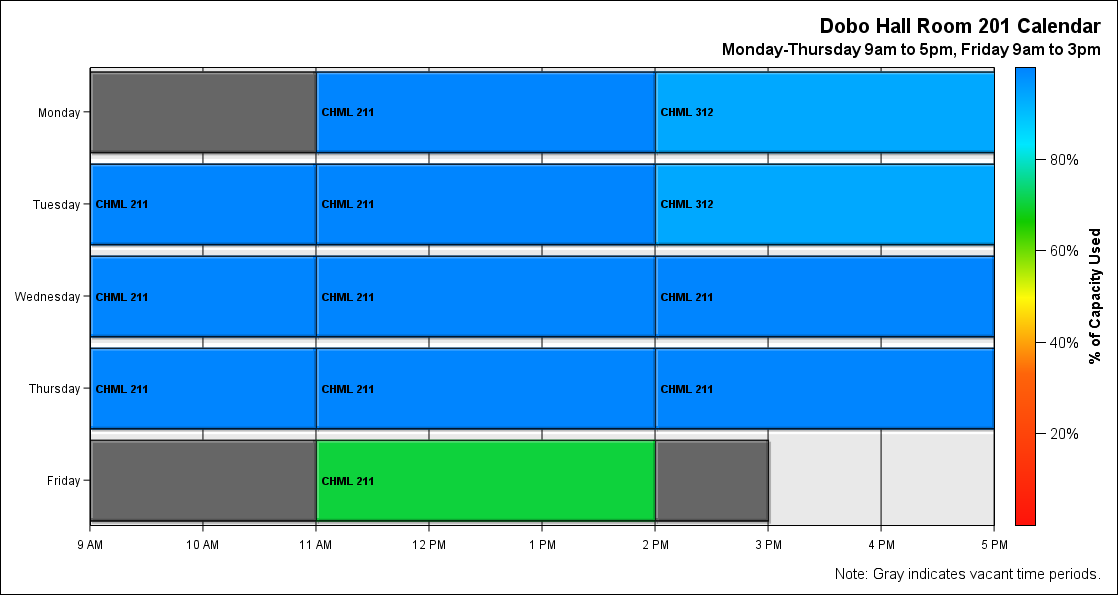 Dobo Hall Room 201 Calendar
Monday-Thursday 9am to 5pm, Friday 9am to 3pm
Monday
CHML 211
CHML 312
Tuesday
CHML 211
CHML 211
CHML 312
Wednesday
CHML 211
CHML 211
CHML 211
Thursday
CHML 211
CHML 211
CHML 211
Friday
CHML 211
9 AM
10 AM
11 AM
12 PM
1 PM
2 PM
3 PM
4 PM
5 PM
80%
60%
40%
20%
% of Capacity Used
Note: Gray indicates vacant time periods.